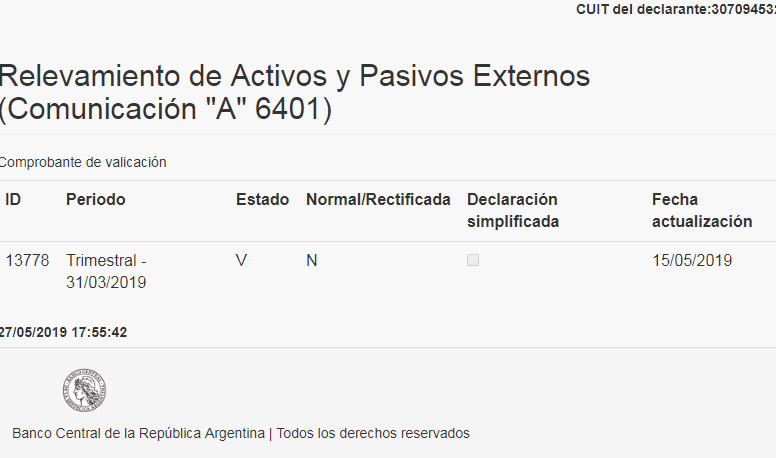 CUIT del declarante:30709453
Relevamiento de Activos y Pasivos Externos
(Comunicación "A" 6401)
Comprobante de valicación
ID Periodo Estado Normal/Rectificada Declaración simplificada Fecha actualización
13778 Trimestral - 31/03/2019 V N 15/05/2019
27/05/2019 17:55:42
Banco Central de la República Argentina | Todos los derechos reservados